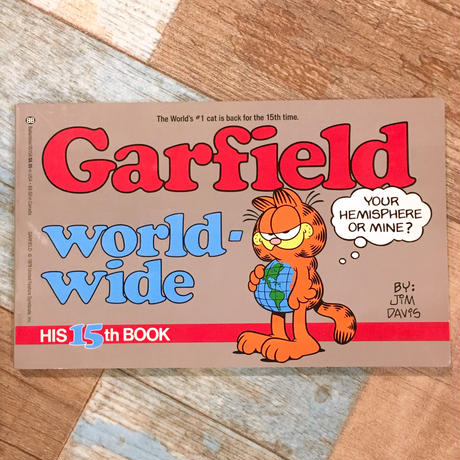 The World's #1 cat is back for the 15th time.
Garfield
world-
wide
YOUR
HEMISPHERE
OR MINE?
BY:
JIM
DAVIS
HIS 15th BOOK